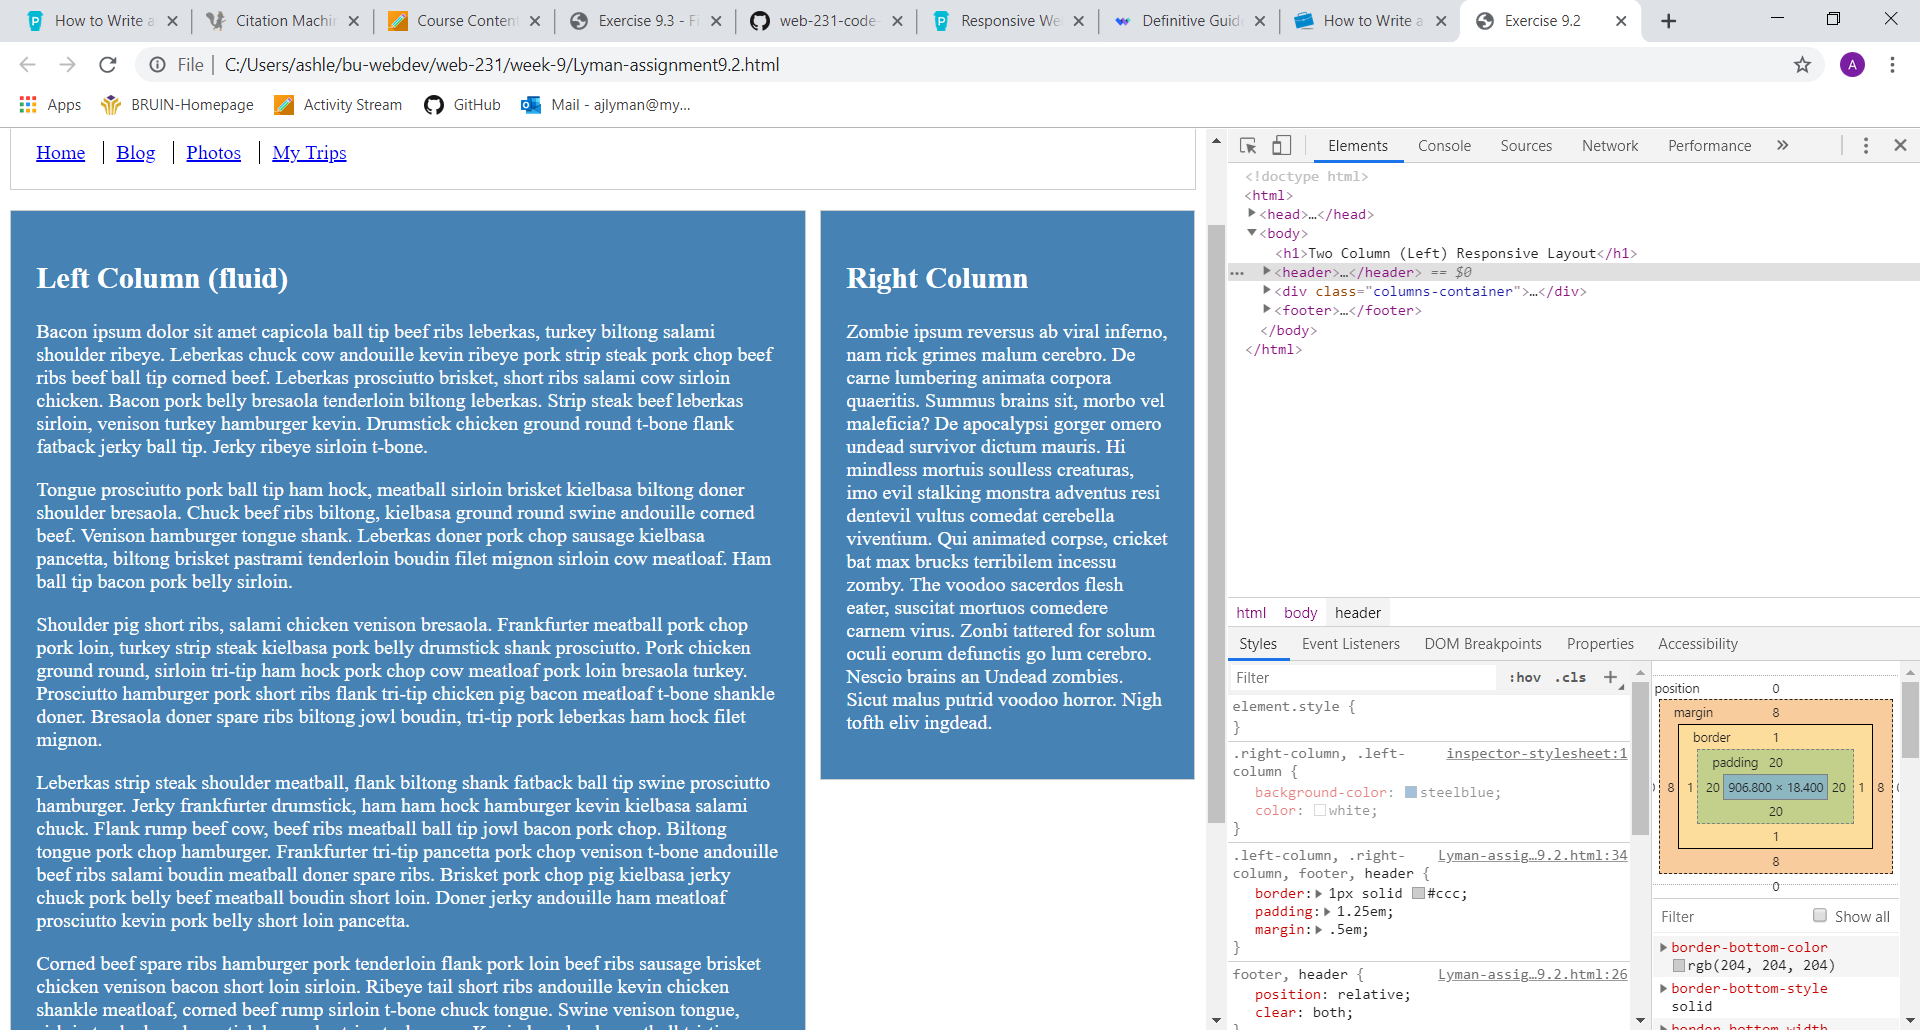 How to Write a
Citation Machin
Course Content
Exercise 9.3 - Fi
web-231-code-
Responsive We
Definitive Guide
How to Write a
Exercise 9.2
File
C:/Users/ashle/bu-webdev/web-231/week-9/Lyman-assignment9.2.html
A
Apps
BRUIN-Homepage
Activity Stream
GitHub
Mail - ajlyman@my...
Home
Blog
Photos
My Trips
Left Column (fluid)
Bacon ipsum dolor sit amet capicola ball tip beef ribs leberkas, turkey biltong salami
shoulder ribeye. Leberkas chuck cow andouille kevin ribeye pork strip steak pork chop beef
ribs beef ball tip corned beef. Leberkas prosciutto brisket, short ribs salami cow sirloin
chicken. Bacon pork belly bresaola tenderloin biltong leberkas. Strip steak beef leberkas
sirloin, venison turkey hamburger kevin. Drumstick chicken ground round t-bone flank
fatback jerky ball tip. Jerky ribeye sirloin t-bone.
Tongue prosciutto pork ball tip ham hock, meatball sirloin brisket kielbasa biltong doner
shoulder bresaola. Chuck beef ribs biltong, kielbasa ground round swine andouille corned
beef. Venison hamburger tongue shank. Leberkas doner pork chop sausage kielbasa
pancetta, biltong brisket pastrami tenderloin boudin filet mignon sirloin cow meatloaf. Ham
ball tip bacon pork belly sirloin.
Shoulder pig short ribs, salami chicken venison bresaola. Frankfurter meatball pork chop
pork loin, turkey strip steak kielbasa pork belly drumstick shank prosciutto. Pork chicken
ground round, sirloin tri-tip ham hock pork chop cow meatloaf pork loin bresaola turkey.
Prosciutto hamburger pork short ribs flank tri-tip chicken pig bacon meatloaf t-bone shankle
doner. Bresaola doner spare ribs biltong jowl boudin, tri-tip pork leberkas ham hock filet
mignon.
Leberkas strip steak shoulder meatball, flank biltong shank fatback ball tip swine prosciutto
hamburger. Jerky frankfurter drumstick, ham ham hock hamburger kevin kielbasa salami
chuck. Flank rump beef cow, beef ribs meatball ball tip jowl bacon pork chop. Biltong
tongue pork chop hamburger. Frankfurter tri-tip pancetta pork chop venison t-bone andouille
beef ribs salami boudin meatball doner spare ribs. Brisket pork chop pig kielbasa jerky
chuck pork belly beef meatball boudin short loin. Doner jerky andouille ham meatloaf
prosciutto kevin pork belly short loin pancetta.
Corned beef spare ribs hamburger pork tenderloin flank pork loin beef ribs sausage brisket
chicken venison bacon short loin sirloin. Ribeye tail short ribs andouille kevin chicken
shankle meatloaf, corned beef rump sirloin t-bone chuck tongue. Swine venison tongue,
Right Column
Zombie ipsum reversus ab viral inferno,
nam rick grimes malum cerebro. De
carne lumbering animata corpora
quaeritis. Summus brains sit, morbo vel
maleficia? De apocalypsi gorger omero
undead survivor dictum mauris. Hi
mindless mortuis soulless creaturas,
imo evil stalking monstra adventus resi
dentevil vultus comedat cerebella
viventium. Qui animated corpse, cricket
bat max brucks terribilem incessu
zomby. The voodoo sacerdos flesh
eater, suscitat mortuos comedere
carnem virus. Zonbi tattered for solum
oculi eorum defunctis go lum cerebro.
Nescio brains an Undead zombies.
Sicut malus putrid voodoo horror. Nigh
tofth eliv ingdead.
Elements
Console
Sources
Network
Performance
<!doctype html>
<html>
<head>…</head>
<body>
<h1>Two Column (Left) Responsive Layout</h1>
<header>…</header> == $0
<div class="columns-container">…</div>
<footer>…</footer>
</body>
</html>
html
body
header
Styles
Event Listeners
DOM Breakpoints
Properties
Accessibility
Filter
:hov
.cls
element.style {
}
.right-column, .left- inspector-stylesheet:1
column {
background-color: steelblue;
color: white;
}
.left-column, .right- Lyman-assig…9.2.html:34
column, footer, header {
border: 1px solid #ccc;
padding: 1.25em;
margin: .5em;
}
footer, header { Lyman-assig…9.2.html:26
position: relative;
clear: both;
position 0
margin 8
border 1
padding 20
8 1 20 906.800 × 18.400 20 1 8
20
1
8
0
Filter
Show all
border-bottom-color
rgb(204, 204, 204)
border-bottom-style
solid
border-bottom-width